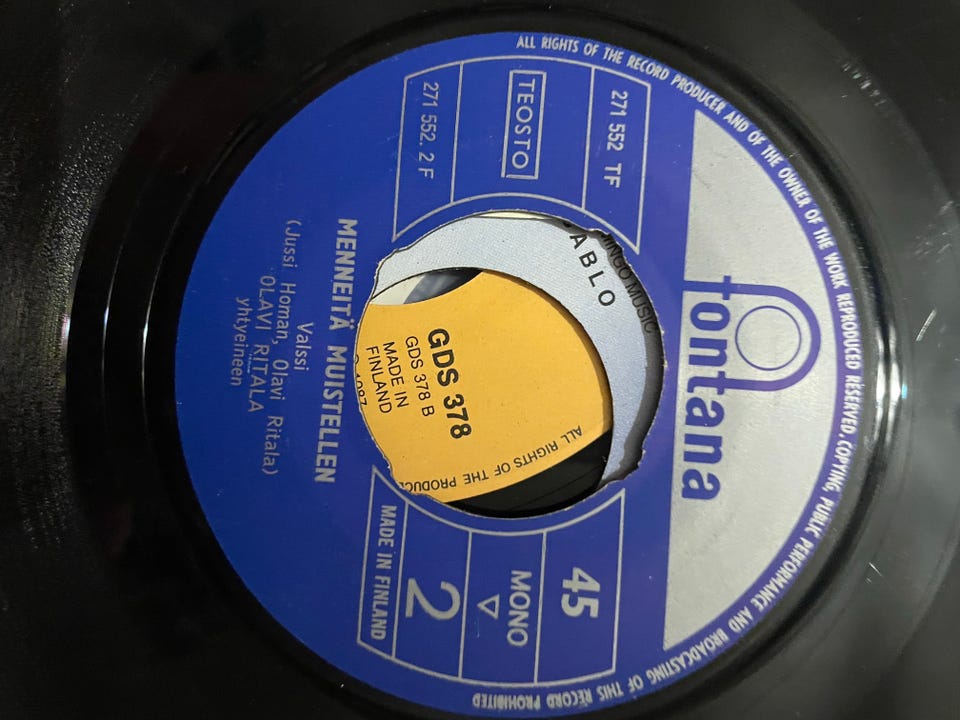 ALL RIGHTS OF THE RECORD PRODUCER AND OF THE OWNER OF THE WORK REPRODUCED RESERVED. COPYING, PUBLIC PERFORMANCE AND BROADCASTING OF THIS RECORD PROHIBITED
fontana
271 552 TF
TEOSTO
271 552. 2 F
45
MONO
2
MADE IN FINLAND
MENNEITÄ MUISTELLEN
Valssi
(Jussi Homan, Olavi Ritala)
OLAVI RITALA
yhtyeineen
INGO MUSIC
ABLO
GDS 378
GDS 378 B
MADE IN
FINLAND
1987
ALL RIGHTS OF THE PRODUC